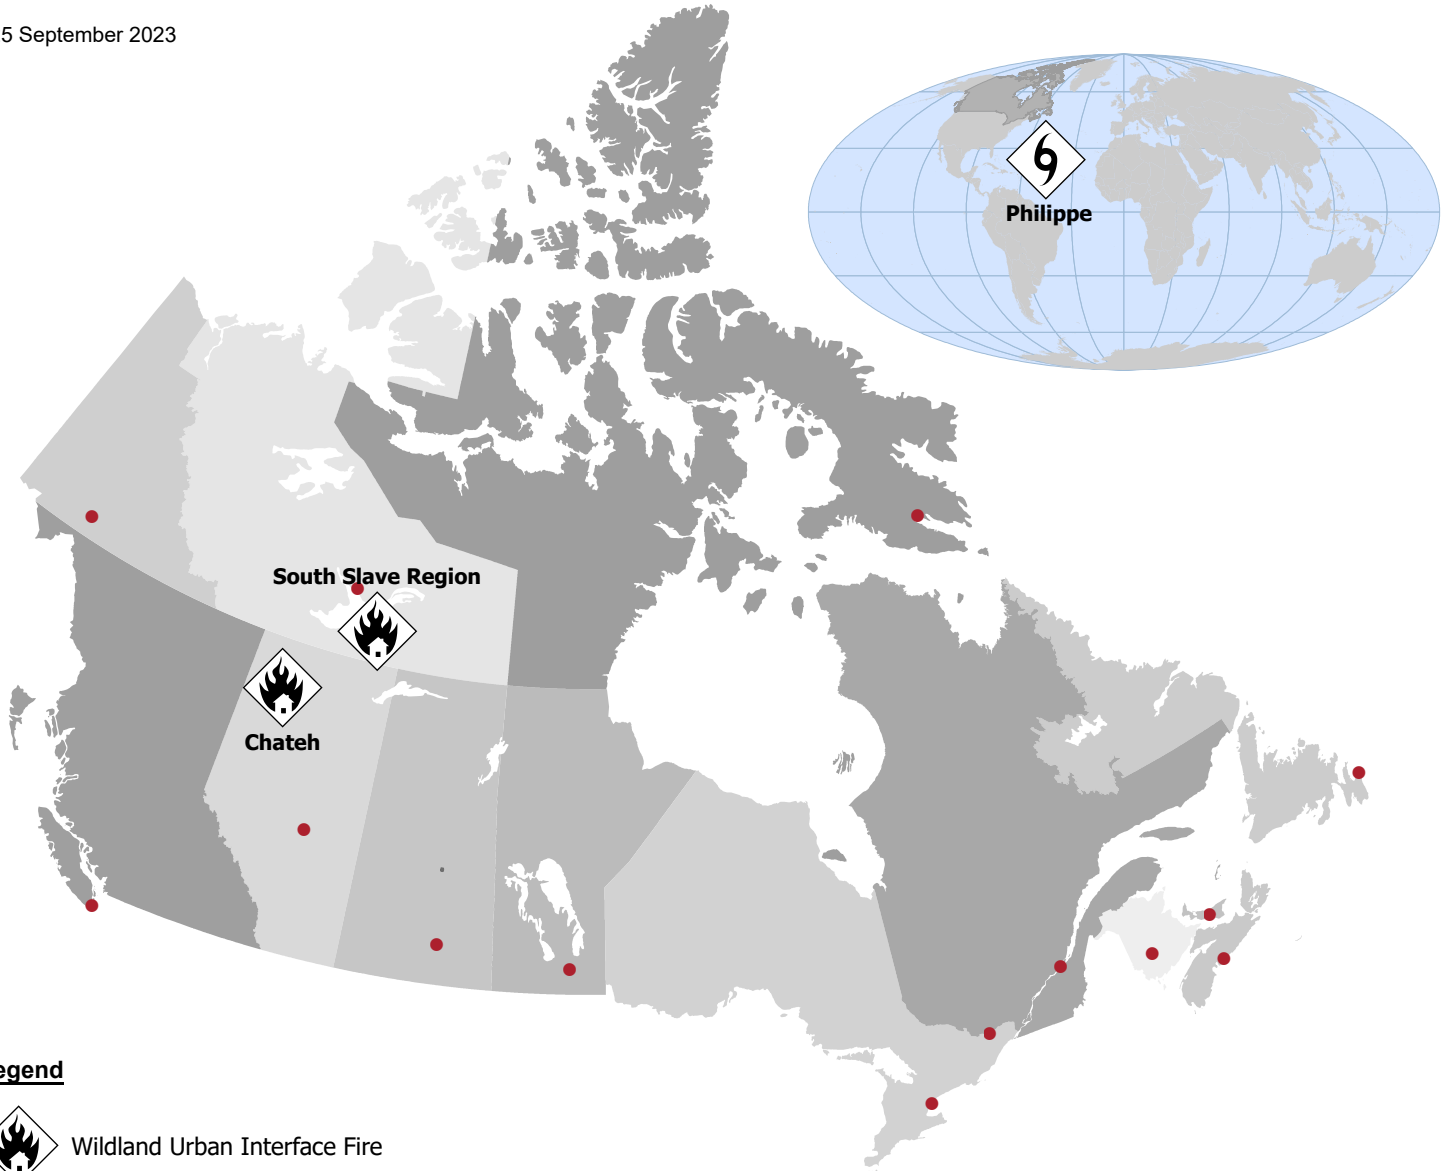 5 September 2023
Philippe
South Slave Region
Chateh
egend
Wildland Urban Interface Fire